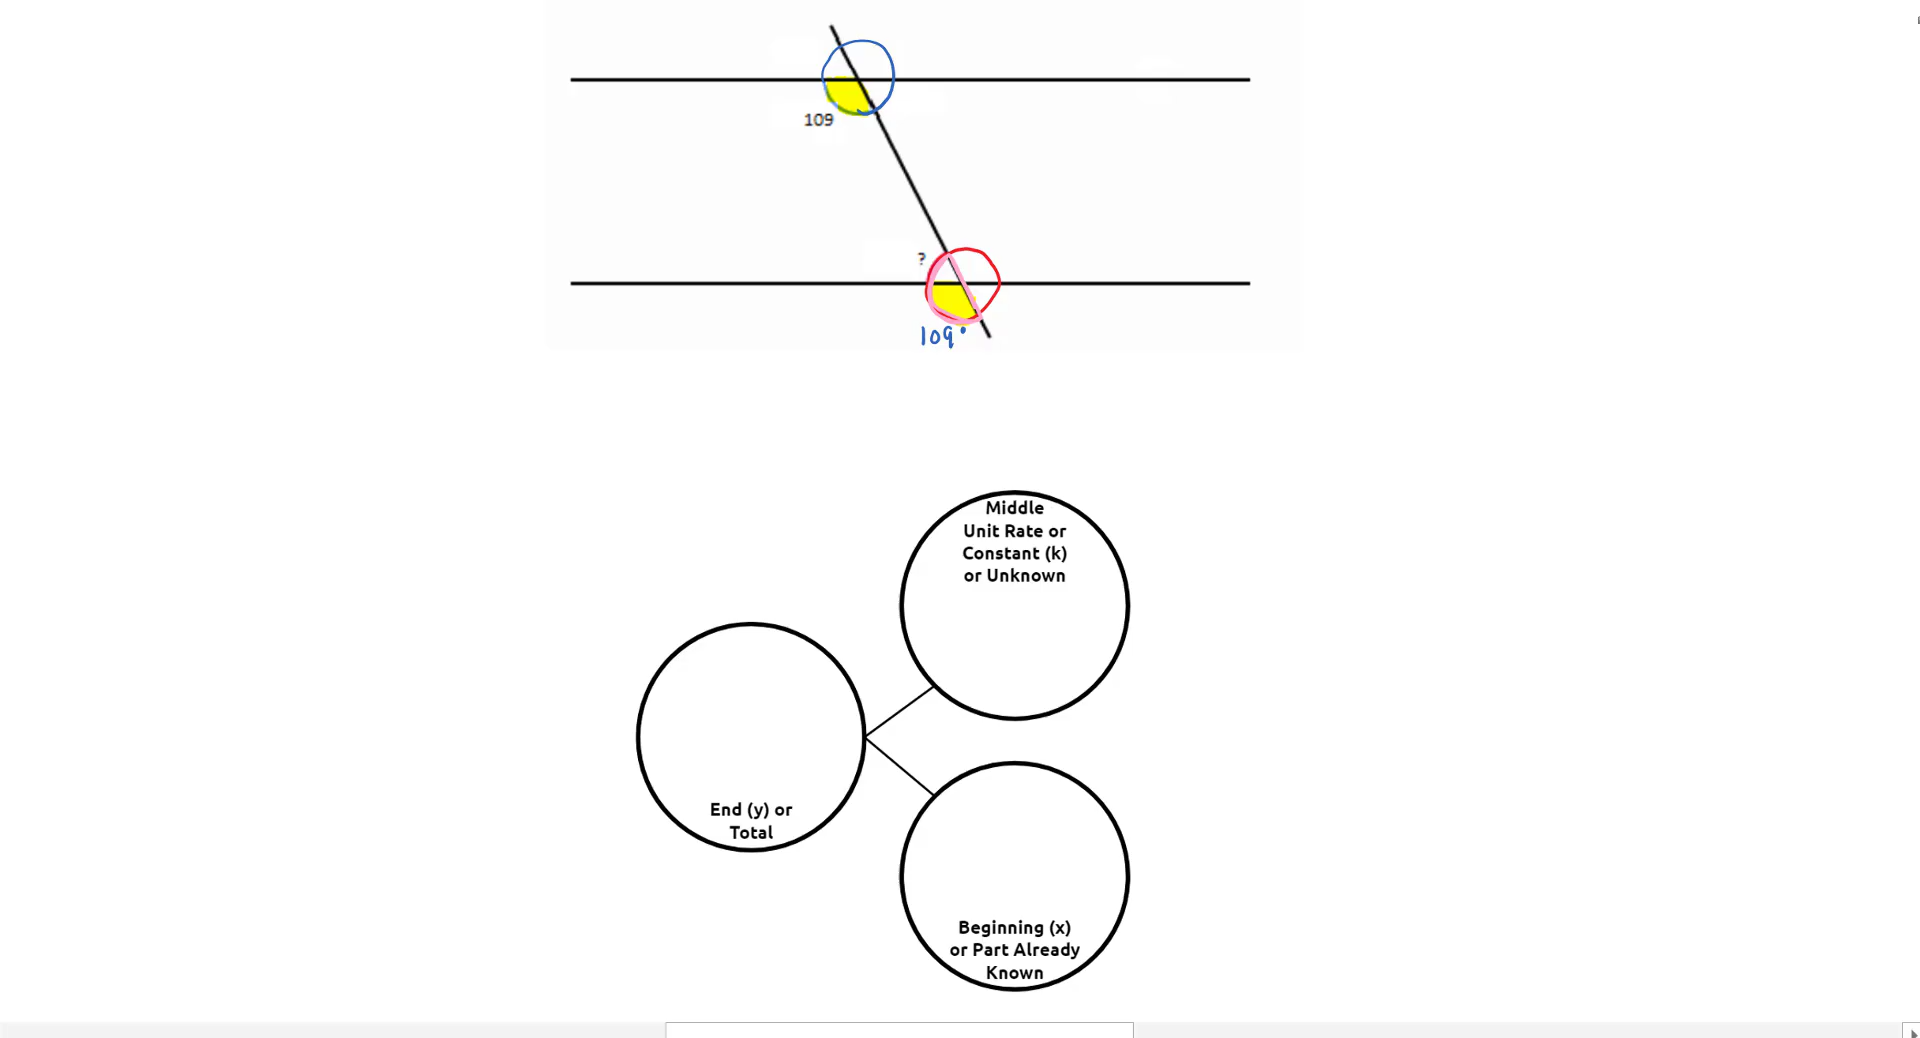 109
?
109°
Middle
Unit Rate or
Constant (k)
or Unknown
End (y) or
Total
Beginning (x)
or Part Already
Known